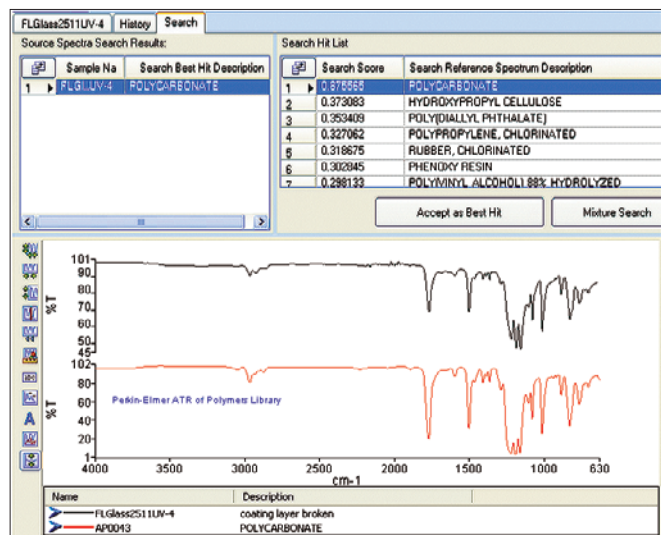 FLGlass2511UV-4 History Search
Source Spectra Search Results:
Sample Na Search Best Hit Description
1 FLGLUV-4 POLYCARBONATE
Search Hit List
Search Score Search Reference Spectrum Description
1 0.875565 POLYCARBONATE
2 0.373083 HYDROXYPROPYL CELLULOSE
3 0.353409 POLY(DIALLYL PHTHALATE)
4 0.327062 POLYPROPYLENE, CHLORINATED
5 0.318675 RUBBER, CHLORINATED
6 0.302845 PHENOXY RESIN
7 0.298133 POLY(VINYL ALCOHOL) 88% HYDROLYZED
Accept as Best Hit Mixture Search
101
90
80
70
60
50
45
%T
102
80
60
40
20
1
%T
Perkin-Elmer ATR of Polymers Library
4000 3500 3000 2500 2000 1500 1000 630
cm-1
Name Description
FLGlass2511UV-4 coating layer broken
AP0043 POLYCARBONATE